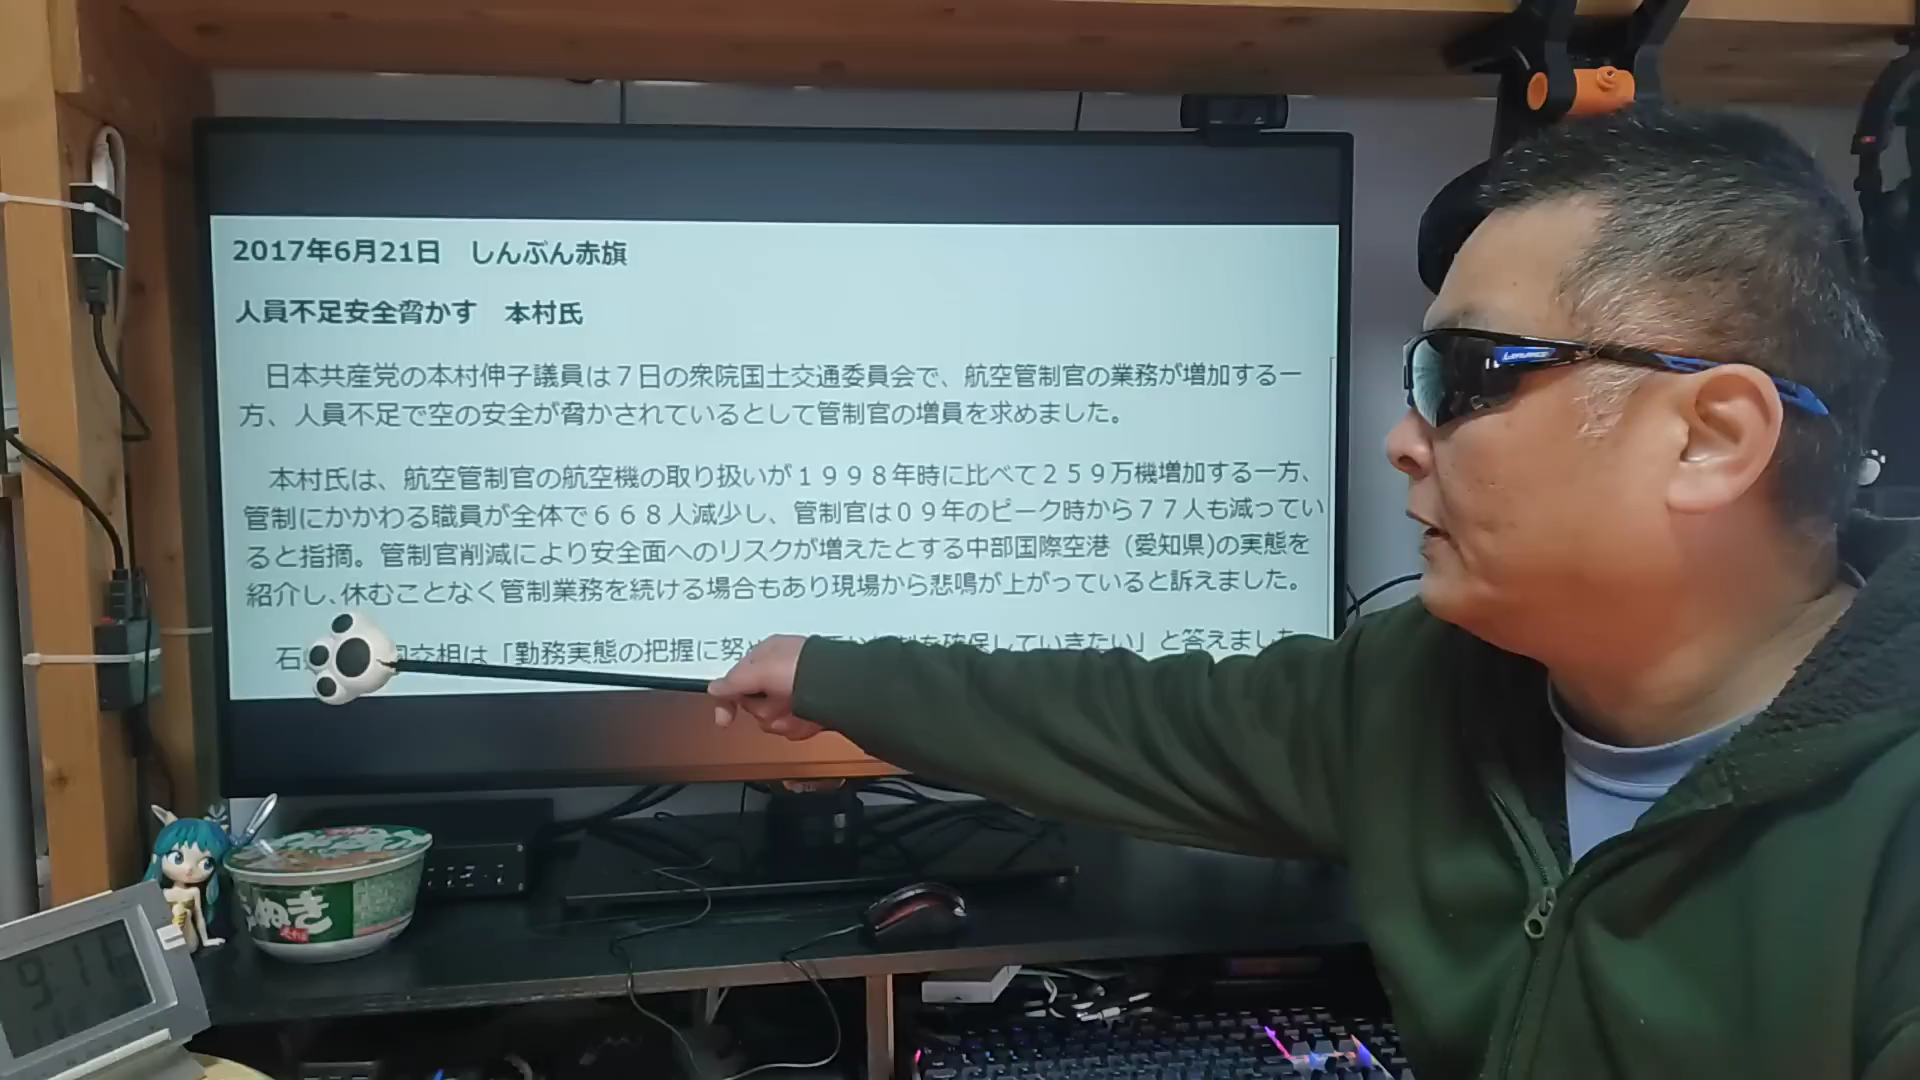 2017年6月21日　しんぶん赤旗
人員不足安全脅かす　本村氏
日本共産党の本村伸子議員は７日の衆院国土交通委員会で、航空管制官の業務が増加する一
方、人員不足で空の安全が脅かされているとして管制官の増員を求めました。
本村氏は、航空管制官の航空機の取り扱いが１９９８年時に比べて２５９万機増加する一方、
管制にかかわる職員が全体で６６８人減少し、管制官は０９年のピーク時から７７人も減ってい
ると指摘。管制官削減により安全面へのリスクが増えたとする中部国際空港（愛知県)の実態を
紹介し、休むことなく管制業務を続ける場合もあり現場から悲鳴が上がっていると訴えました。
石 交相は「勤務実態の把握に努め を確保していきたい」と答えました
ぬき